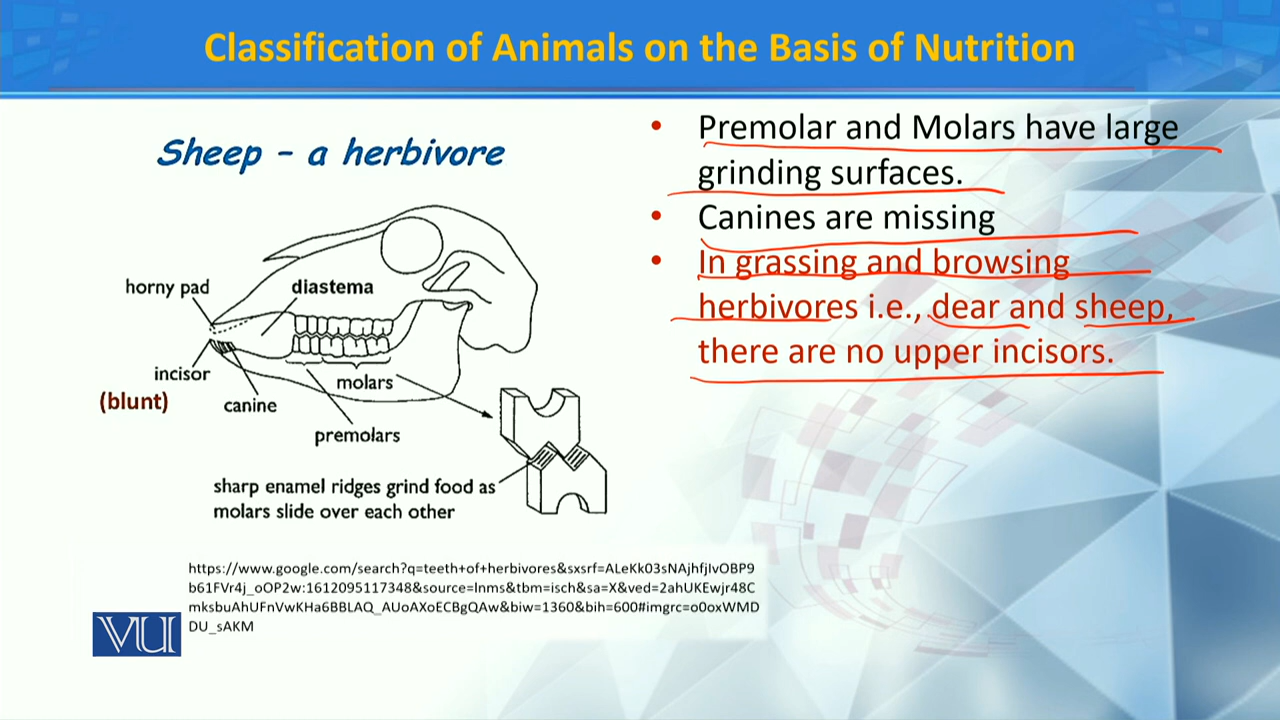 Classification of Animals on the Basis of Nutrition
Sheep – a herbivore
horny pad
diastema
incisor
(blunt)
canine
molars
premolars
sharp enamel ridges grind food as
molars slide over each other
• Premolar and Molars have large
grinding surfaces.
• Canines are missing
• In grassing and browsing
herbivores i.e., dear and sheep,
there are no upper incisors.
https://www.google.com/search?q=teeth+of+herbivores&sxsrf=ALeKk03sNAjhfjIvOBP9
b61FVr4j_oOP2w:1612095117348&source=lnms&tbm=isch&sa=X&ved=2ahUKEwjr48C
mksbuAhUFnVwKHa6BBLAQ_AUoAXoECBgQAw&biw=1360&bih=600#imgrc=o0oxWMD
DU_sAKM
VU